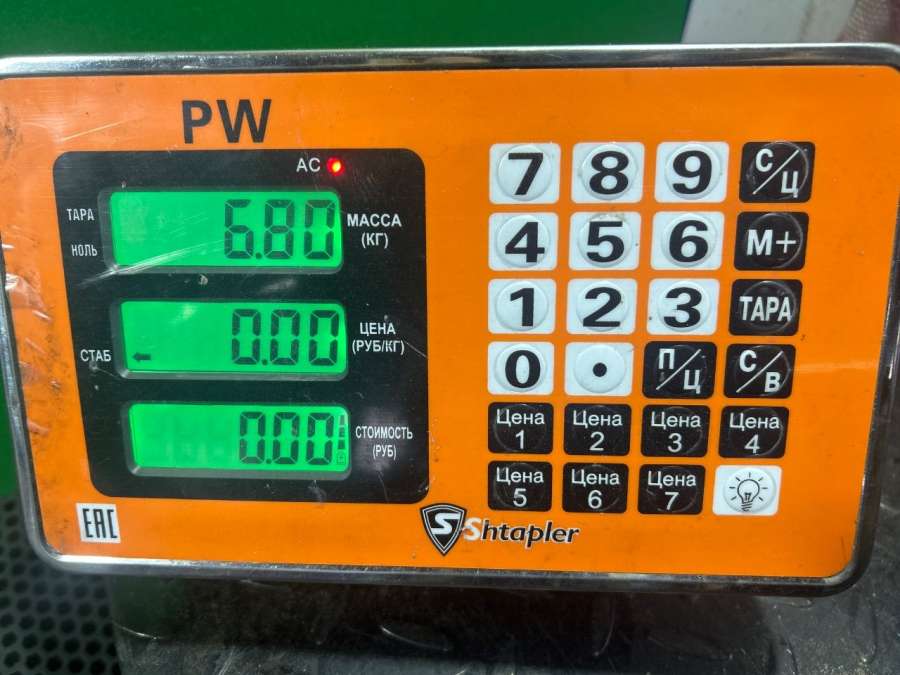 PW
AC
ТАРА
НОЛЬ
6.80
МАССА
(КГ)
СТАБ
0.00
ЦЕНА
(РУБ/КГ)
0.00
СТОИМОСТЬ
(РУБ)
7 8 9 С/Ц
4 5 6 М+
1 2 3 ТАРА
0 . П/Ц С/В
Цена 1 Цена 2 Цена 3 Цена 4
Цена 5 Цена 6 Цена 7
EAC
S Shtapler